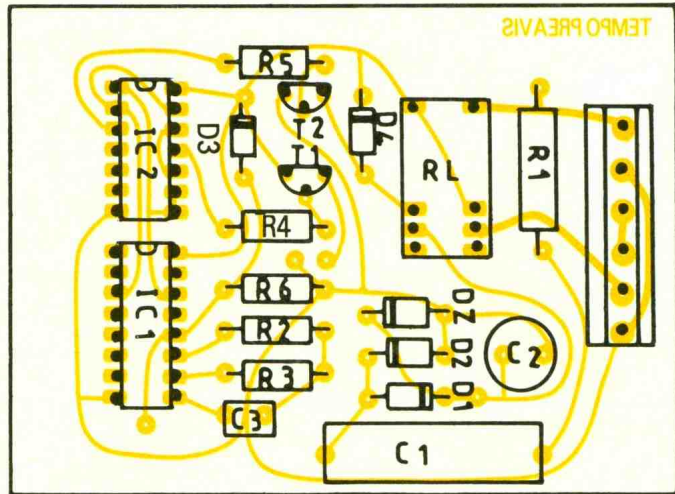 TEMPO PREAVIS
R5
IC2
D3
T2
T1
D4
RL
R1
R4
IC1
R6
R2
R3
C3
DZ
D2
D1
C2
C1